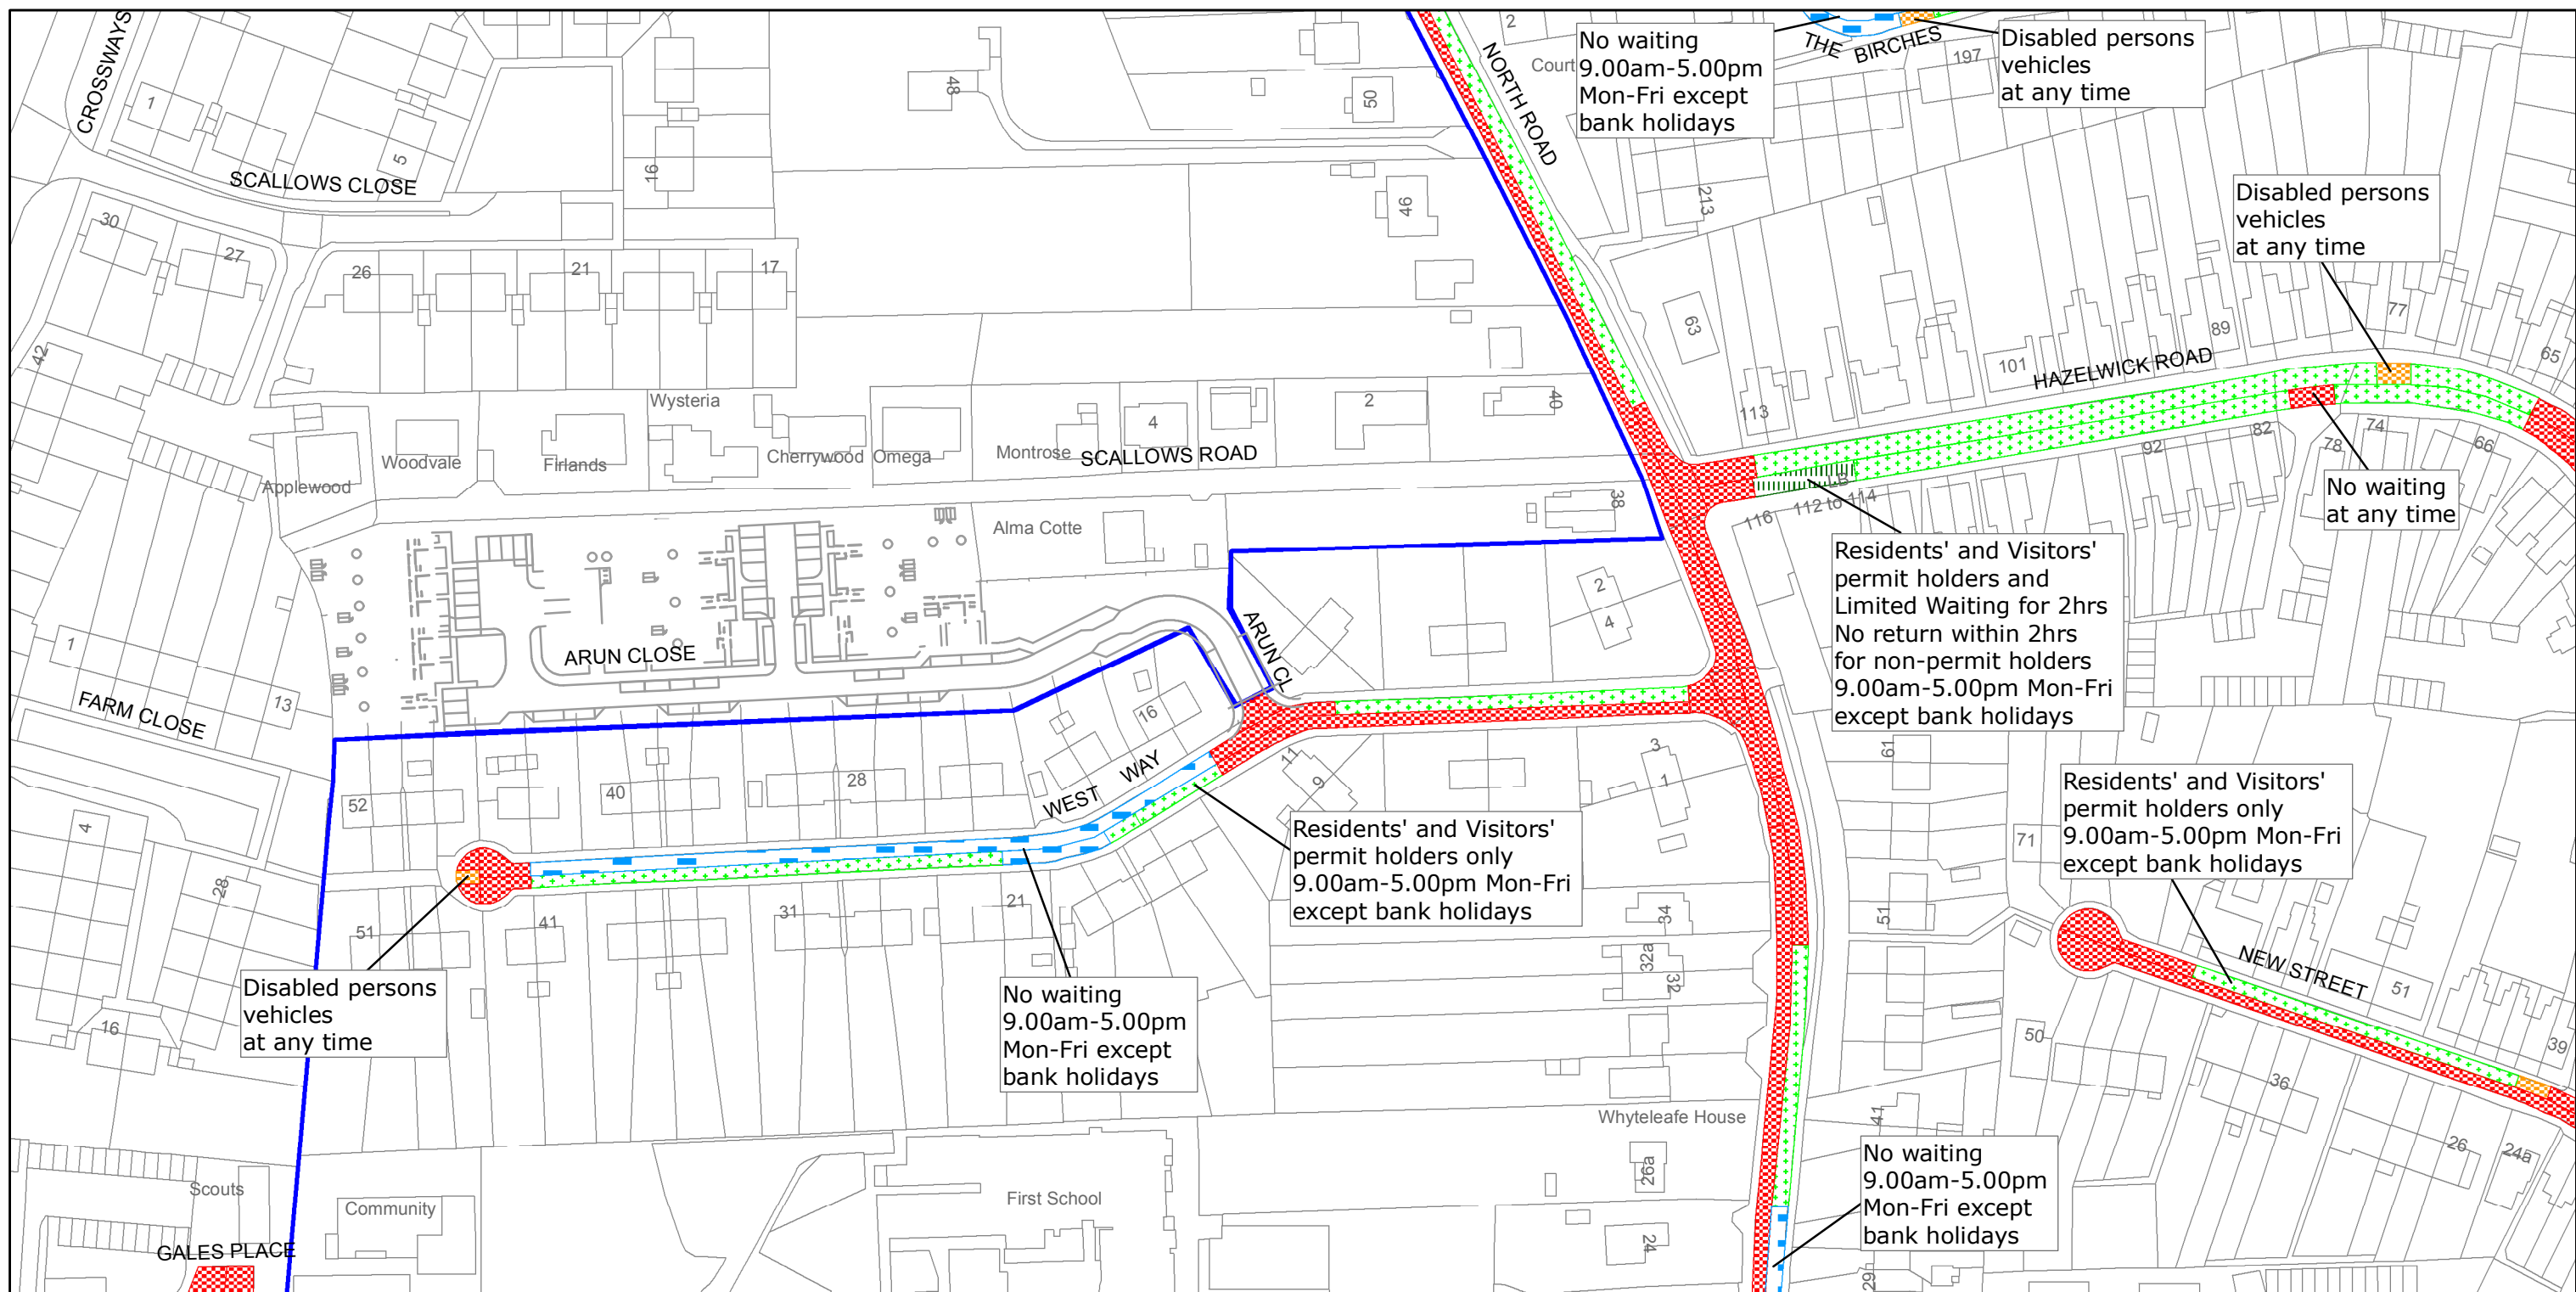 CROSSWAYS
1
5
SCALLOWS CLOSE
30
27
42
26
21
17
16
48
50
46
2
Court
NORTH ROAD
No waiting
9.00am-5.00pm
Mon-Fri except
bank holidays
THE BIRCHES
197
Disabled persons
vehicles
at any time
213
63
Disabled persons
vehicles
at any time
77
65
89
101
HAZELWICK ROAD
113
Wysteria
Woodvale
Firlands
Cherrywood
Omega
Montrose
4
2
40
SCALLOWS ROAD
Applewood
38
Alma Cotte
LB
116
112 to 114
92
82
78
74
66
No waiting
at any time
Residents' and Visitors'
permit holders and
Limited Waiting for 2hrs
No return within 2hrs
for non-permit holders
9.00am-5.00pm Mon-Fri
except bank holidays
2
4
ARUN CL
ARUN CLOSE
1
13
FARM CLOSE
16
WEST WAY
52
40
28
11
9
3
1
61
71
51
Residents' and Visitors'
permit holders only
9.00am-5.00pm Mon-Fri
except bank holidays
Residents' and Visitors'
permit holders only
9.00am-5.00pm Mon-Fri
except bank holidays
4
28
16
51
41
31
21
34
32a
32
Disabled persons
vehicles
at any time
No waiting
9.00am-5.00pm
Mon-Fri except
bank holidays
NEW STREET
51
39
50
36
26
24a
41
Whyteleafe House
26a
24
29
No waiting
9.00am-5.00pm
Mon-Fri except
bank holidays
Scouts
Community
First School
GALES PLACE